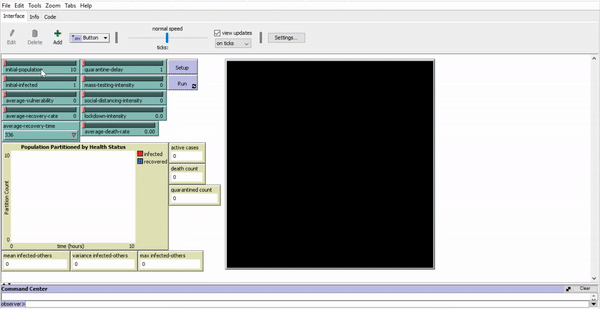 File Edit Tools Zoom Tabs Help
Interface Info Code
Edit Delete Add Button normal speed ticks: view updates on ticks Settings...
initial-population 10 quarantine-delay 1 Setup
initial-infected 1 mass-testing-intensity 0 Run
average-vulnerability 0 social-distancing-intensity 0
average-recovery-rate 0 lockdown-intensity 0.0
average-recovery-time
336
average-death-rate 0.00
Population Partitioned by Health Status
10
Partition Count
0
0 time (hours) 10
infected
recovered
active cases
0
death count
0
quarantined count
0
mean infected-others variance infected-others max infected-others
0 0 0
Command Center Clear
observer>